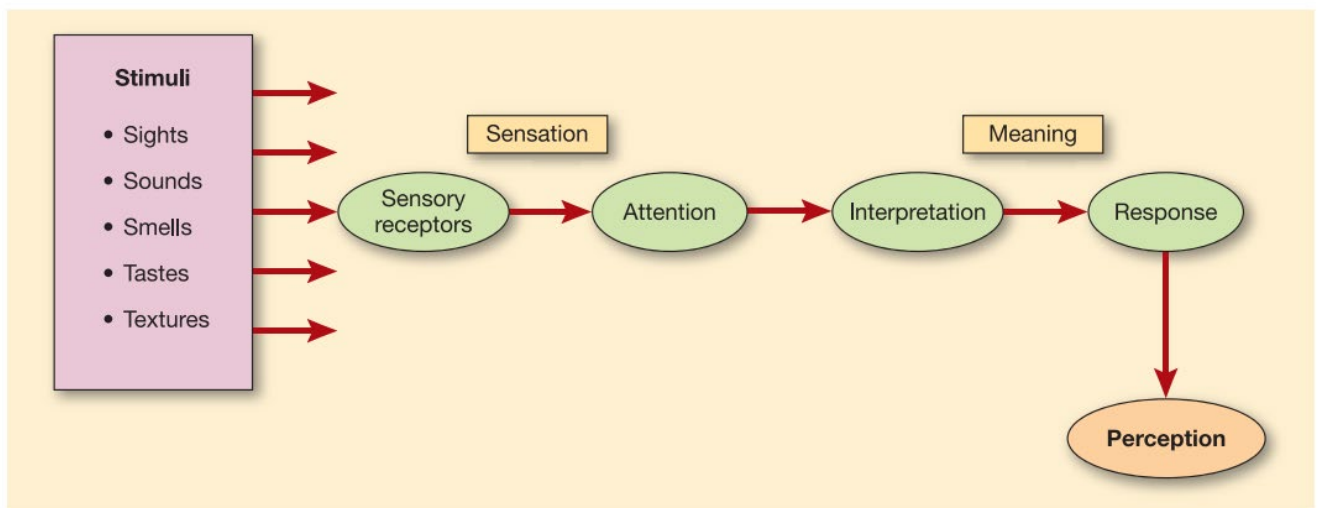 Stimuli
• Sights
• Sounds
• Smells
• Tastes
• Textures
Sensation
Meaning
Sensory
receptors
Attention
Interpretation
Response
Perception